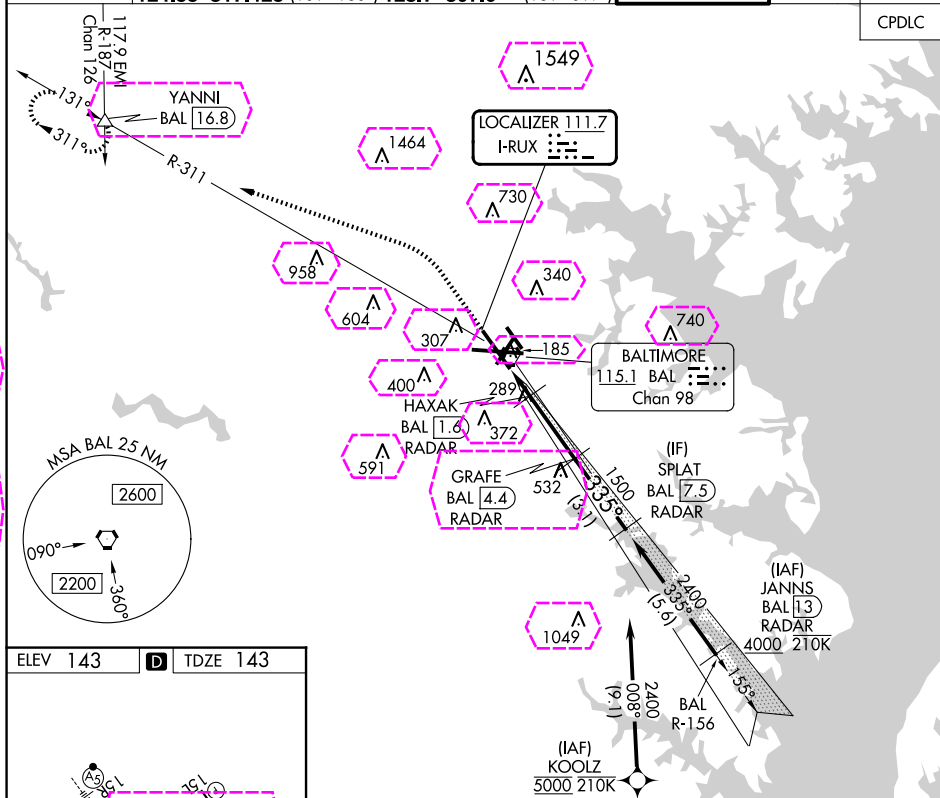 CPDLC
117.9 EMI
R-187
Chan 126
YANNI
BAL 16.8
131°
311°
R-311
1549
LOCALIZER 111.7
I-RUX
1464
730
958
340
604
307
740
185
BALTIMORE
115.1 BAL
Chan 98
400
289
HAXAK
BAL 1.6
RADAR
372
591
GRAFE
BAL 4.4
RADAR
532
1500
335°
(3.1)
(IF)
SPLAT
BAL 7.5
RADAR
MSA BAL 25 NM
2600
090°
2200
360°
2400
335°
(5.6)
(IAF)
JANNS
BAL 13
RADAR
4000 210K
155°
BAL
R-156
1049
2400
008°
(9.1)
(IAF)
KOOLZ
5000 210K
ELEV 143 D TDZE 143
A5
15R
15L